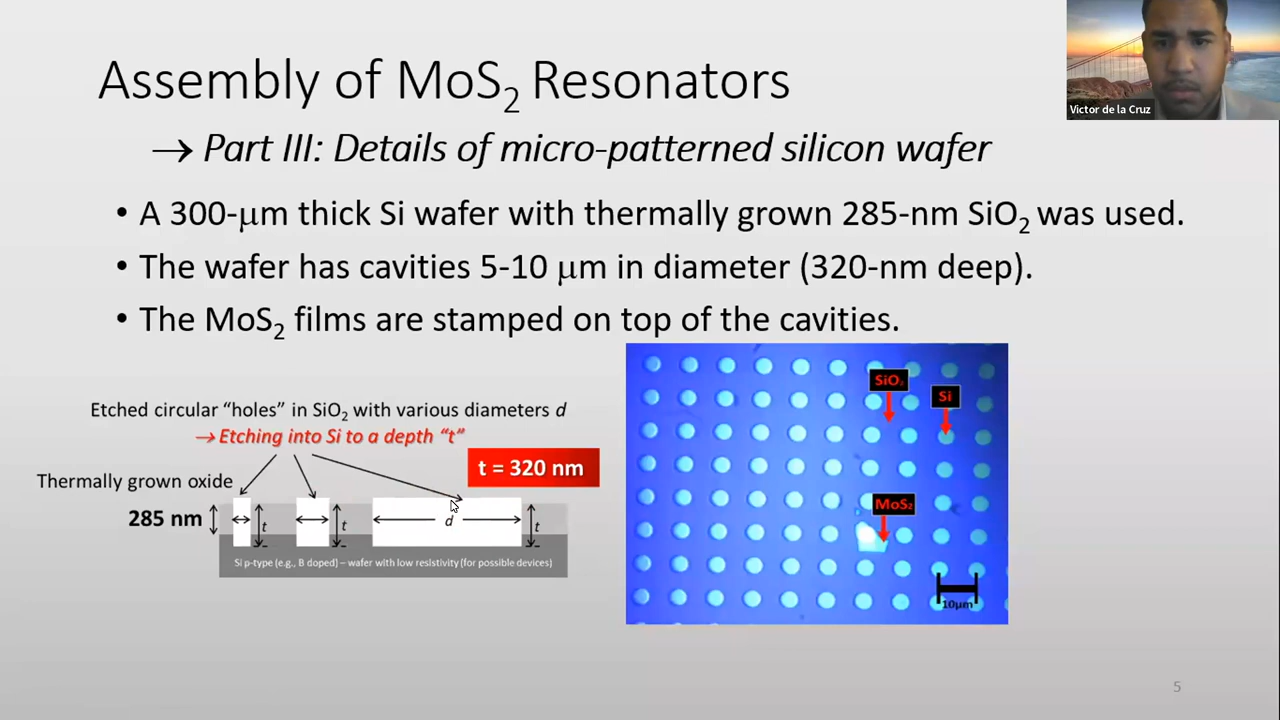 Assembly of MoS₂ Resonators
→ Part III: Details of micro-patterned silicon wafer
• A 300-μm thick Si wafer with thermally grown 285-nm SiO₂ was used.
• The wafer has cavities 5-10 μm in diameter (320-nm deep).
• The MoS₂ films are stamped on top of the cavities.
Etched circular “holes” in SiO₂ with various diameters d
→ Etching into Si to a depth “t”
t = 320 nm
Thermally grown oxide
285 nm
t
t
d
t
Si p-type (e.g., B doped) – wafer with low resistivity (for possible devices)
SiO₂
Si
MoS₂
10μm
Victor de la Cruz
5